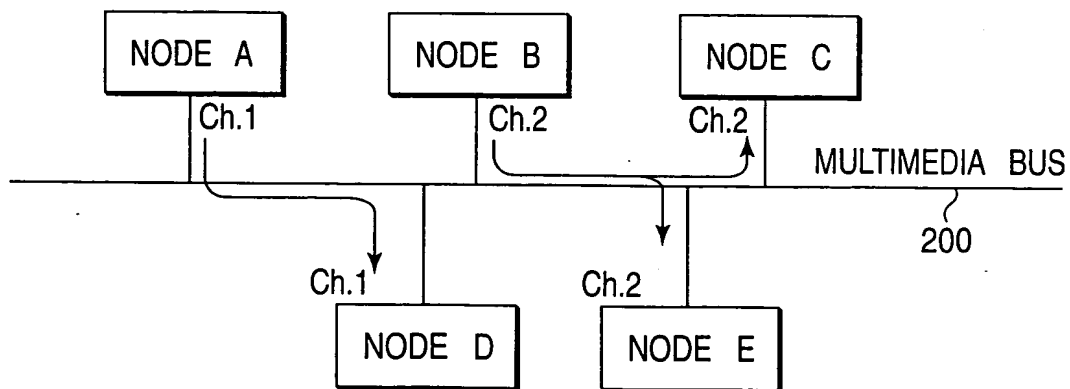 NODE A
NODE B
NODE C
Ch.1
Ch.2
Ch.2
MULTIMEDIA BUS
200
Ch.1
Ch.2
NODE D
NODE E